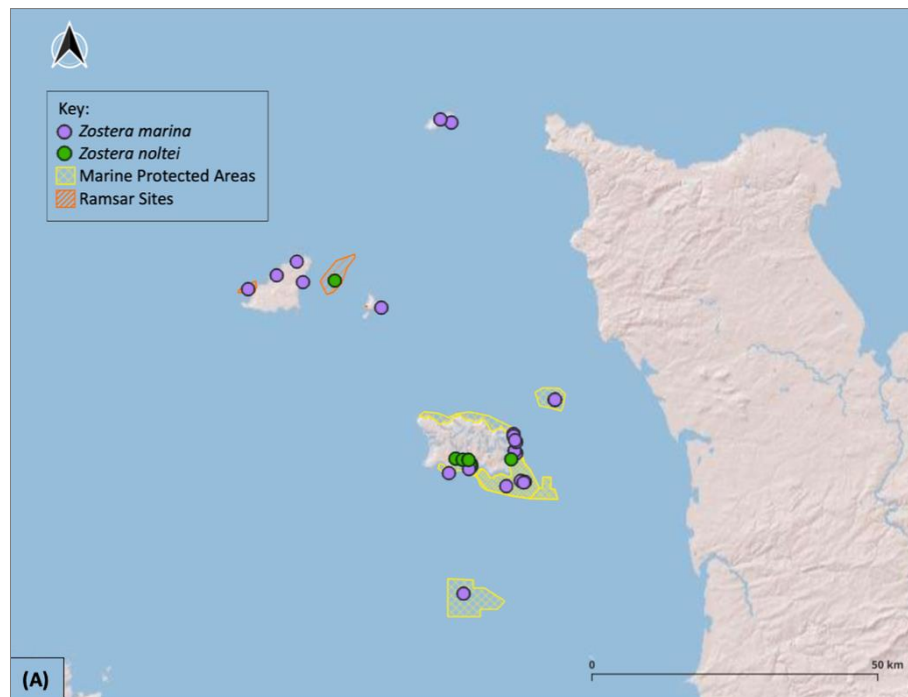 Key:
Zostera marina
Zostera noltei
Marine Protected Areas
Ramsar Sites
(A)
0
50 km